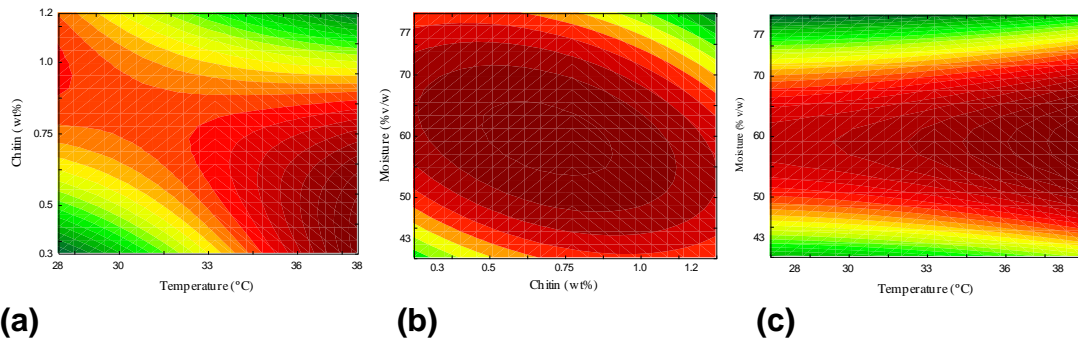 1.2
1.0
0.75
0.5
0.3
Chitin (wt%)
28 30 33 36 38
Temperature (ºC)
(a)
77
70
60
50
43
Moisture (% v/w)
0.3 0.5 0.75 1.0 1.2
Chitin (wt%)
(b)
77
70
60
50
43
Moisture (% v/w)
28 30 33 36 38
Temperature (ºC)
(c)